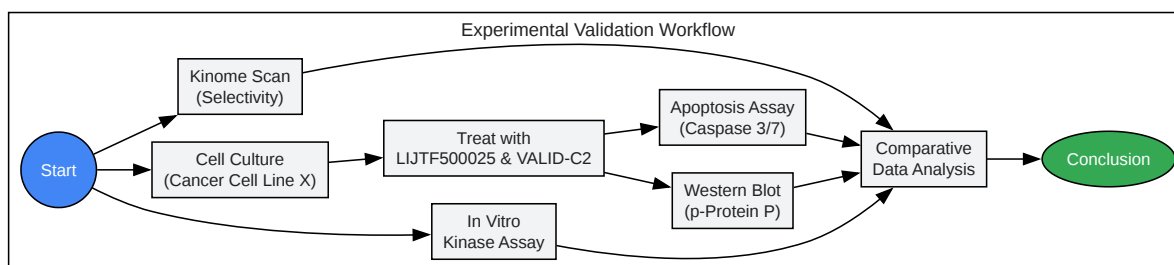 Experimental Validation Workflow
Kinome Scan
(Selectivity)
Start
Cell Culture
(Cancer Cell Line X)
Treat with
LIJTF500025 & VALID-C2
Apoptosis Assay
(Caspase 3/7)
Western Blot
(p-Protein P)
In Vitro
Kinase Assay
Comparative
Data Analysis
Conclusion